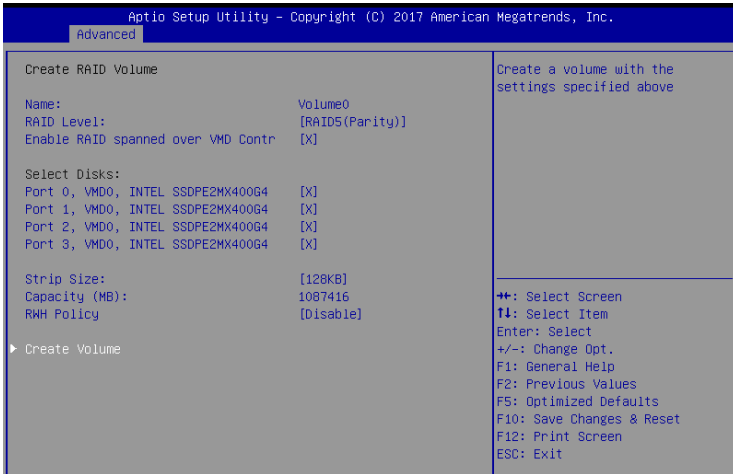 Aptio Setup Utility – Copyright (C) 2017 American Megatrends, Inc.
Advanced
Create RAID Volume
Name: Volume0
RAID Level: [RAID5(Parity)]
Enable RAID spanned over VMD Contr [X]
Select Disks:
Port 0, VMD0, INTEL SSDPE2MX400G4 [X]
Port 1, VMD0, INTEL SSDPE2MX400G4 [X]
Port 2, VMD0, INTEL SSDPE2MX400G4 [X]
Port 3, VMD0, INTEL SSDPE2MX400G4 [X]
Strip Size: [128KB]
Capacity (MB): 1087416
RWH Policy [Disable]
▶ Create Volume
Create a volume with the
settings specified above
→←: Select Screen
↑↓: Select Item
Enter: Select
+/-: Change Opt.
F1: General Help
F2: Previous Values
F5: Optimized Defaults
F10: Save Changes & Reset
F12: Print Screen
ESC: Exit